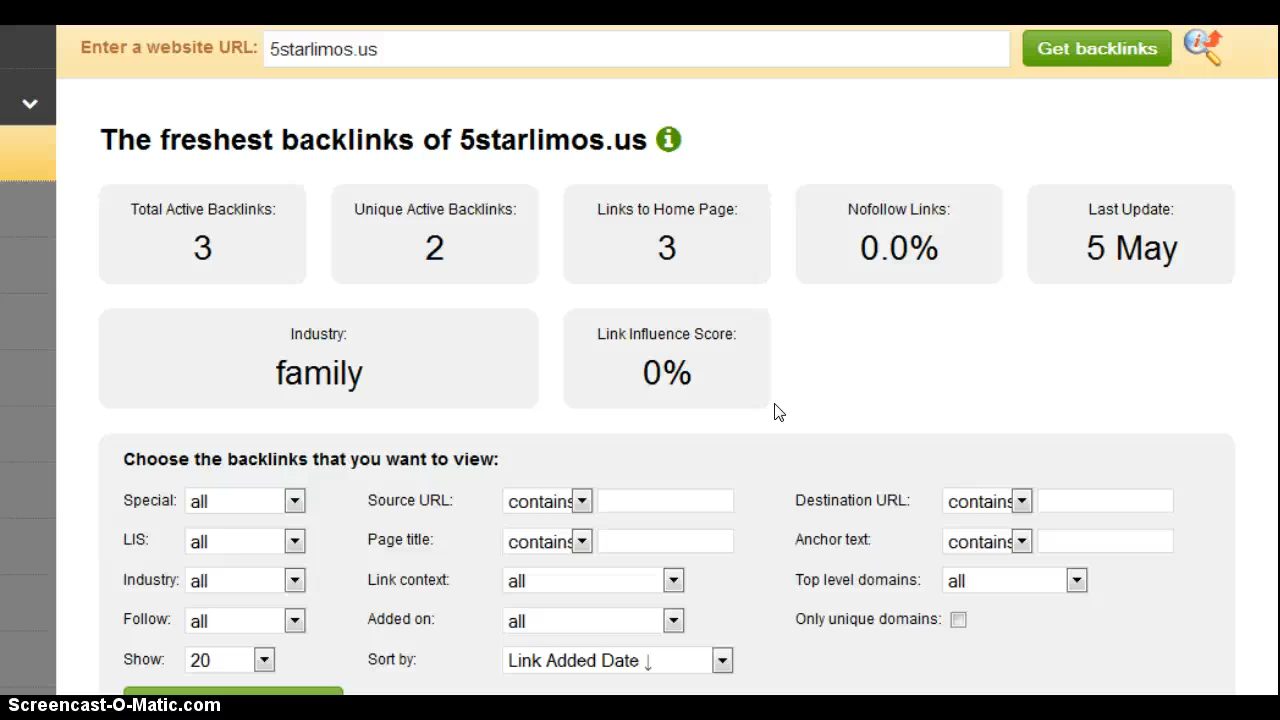 Enter a website URL: 5starlimos.us Get backlinks
The freshest backlinks of 5starlimos.us
Total Active Backlinks: Unique Active Backlinks: Links to Home Page: Nofollow Links: Last Update:
3 2 3 0.0% 5 May
Industry: Link Influence Score:
family 0%
Choose the backlinks that you want to view:
Special: all Source URL: contains Destination URL: contains
LIS: all Page title: contains Anchor text: contains
Industry: all Link context: all Top level domains: all
Follow: all Added on: all Only unique domains:
Show: 20 Sort by: Link Added Date ↓
Screencast-O-Matic.com